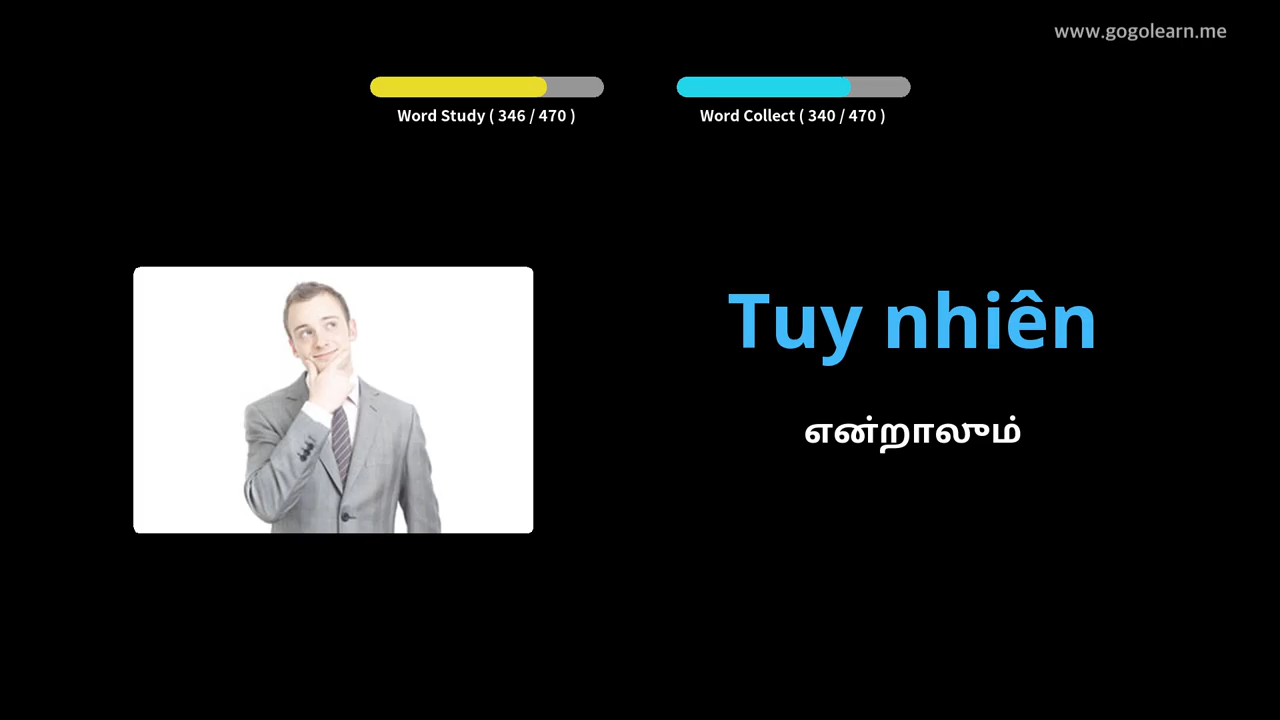 www.gogolearn.me
Word Study ( 346 / 470 )
Word Collect ( 340 / 470 )
Tuy nhiên
என்றாலும்